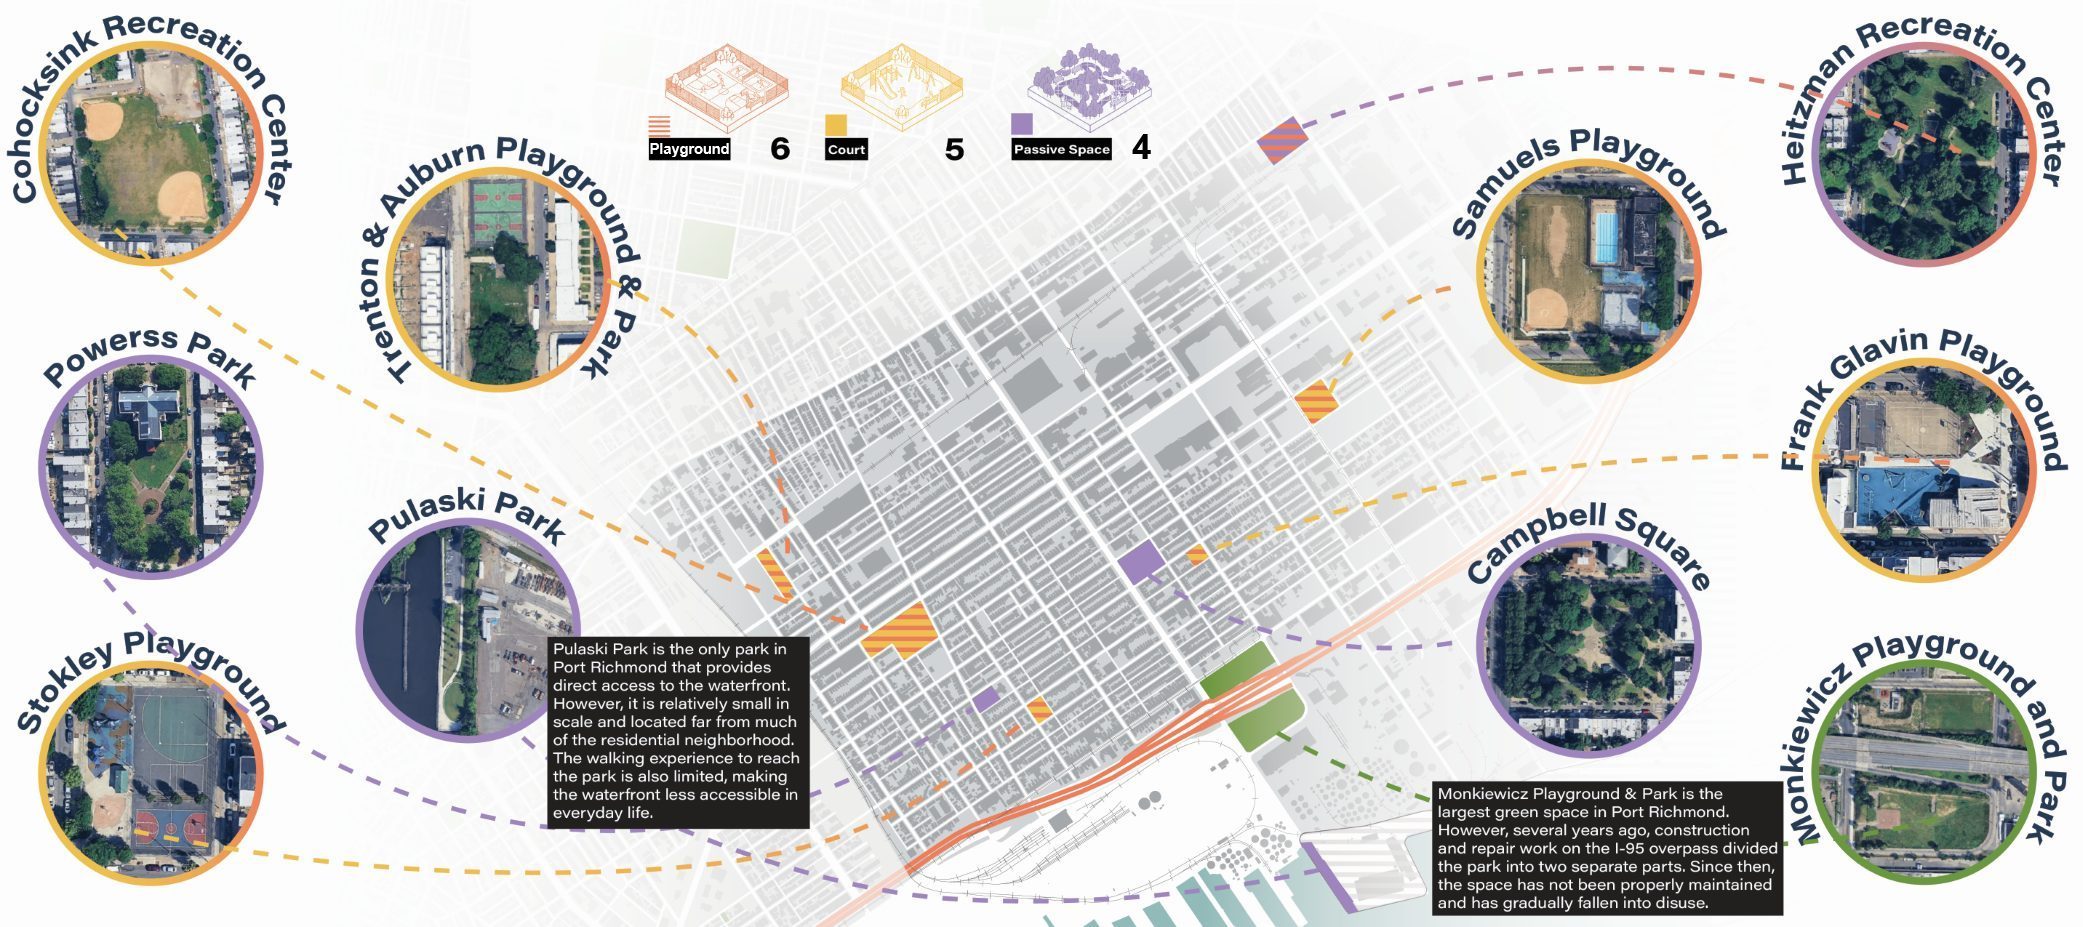 Cohocksink Recreation Center
Trenton & Auburn Playground & Park
Playground 6
Court 5
Passive Space 4
Samuels Playground
Heitzman Recreation Center
Powerss Park
Pulaski Park
Frank Glavin Playground
Campbell Square
Stokley Playground
Monkiewicz Playground and Park
Pulaski Park is the only park in
Port Richmond that provides
direct access to the waterfront.
However, it is relatively small in
scale and located far from much
of the residential neighborhood.
The walking experience to reach
the park is also limited, making
the waterfront less accessible in
everyday life.
Monkiewicz Playground & Park is the
largest green space in Port Richmond.
However, several years ago, construction
and repair work on the I-95 overpass divided
the park into two separate parts. Since then,
the space has not been properly maintained
and has gradually fallen into disuse.